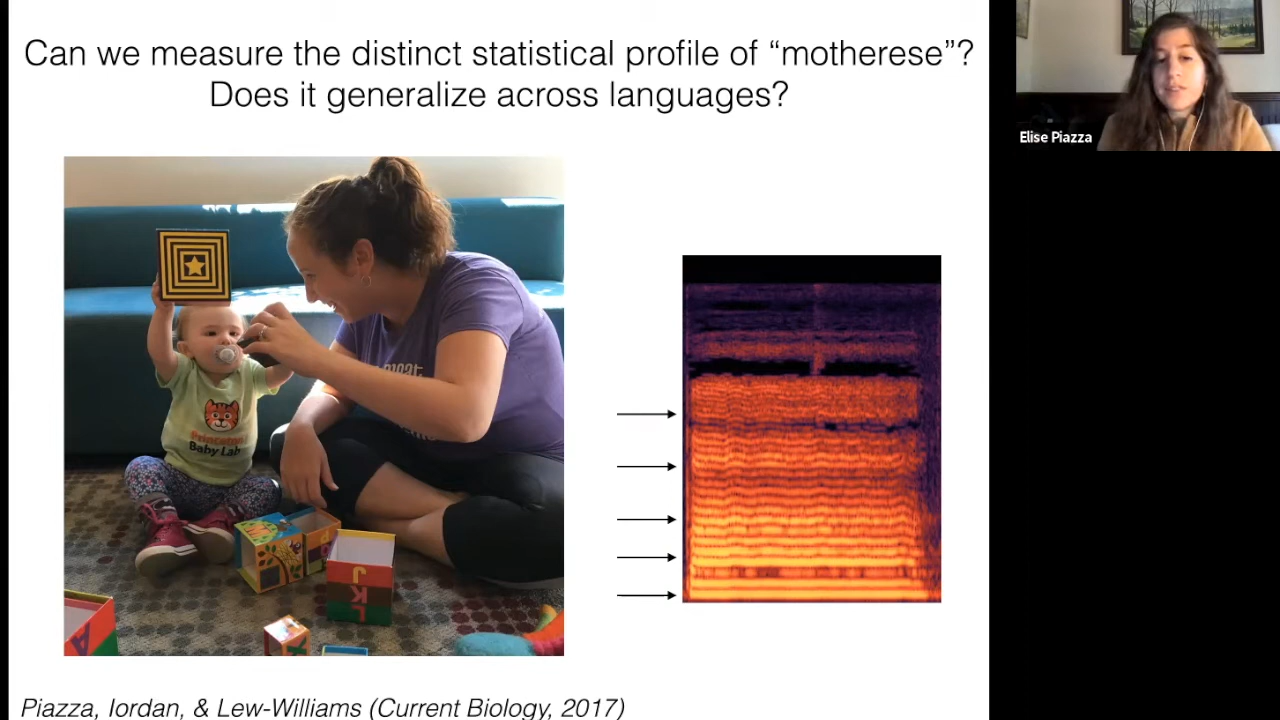 Can we measure the distinct statistical profile of “motherese”?
Does it generalize across languages?
Elise Piazza
Princeton
Baby Lab
J
K
L
A
Piazza, Iordan, & Lew-Williams (Current Biology, 2017)